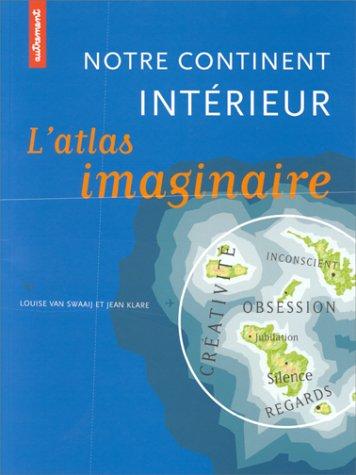 autrement
NOTRE CONTINENT
INTÉRIEUR
L'atlas
imaginaire
LOUISE VAN SWAAIJ ET JEAN KLARE
CRÉATIVITÉ
INCONSCIENT
OBSESSION
Jubilation
Silence
REGARDS